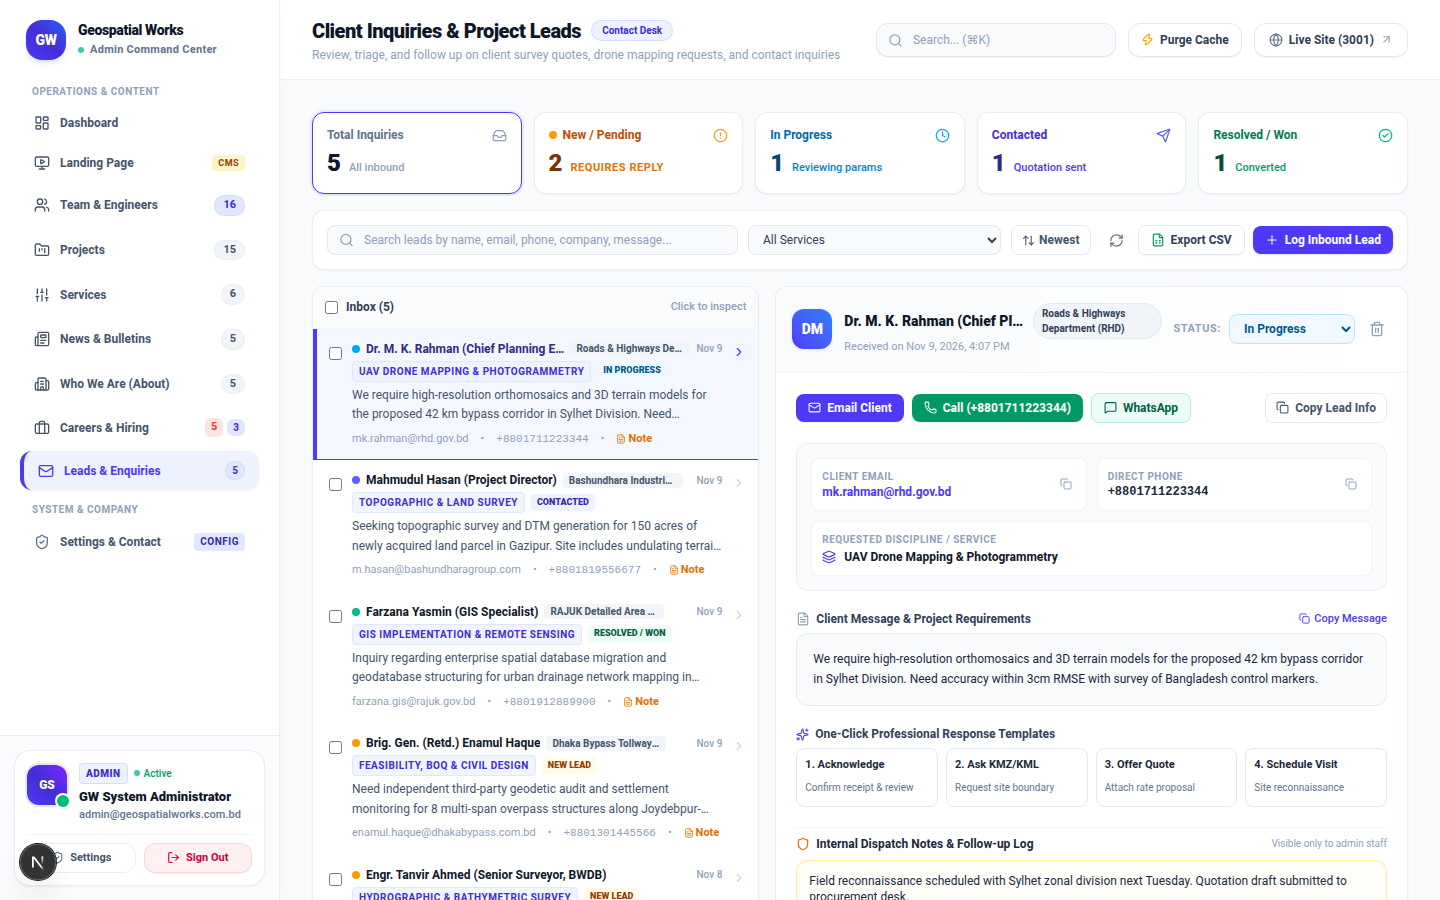 GW
Geospatial Works
Admin Command Center
OPERATIONS & CONTENT
Dashboard
Landing Page CMS
Team & Engineers 16
Projects 15
Services 6
News & Bulletins 5
Who We Are (About) 5
Careers & Hiring 5 3
Leads & Enquiries 5
SYSTEM & COMPANY
Settings & Contact CONFIG
GS
ADMIN Active
GW System Administrator
admin@geospatialworks.com.bd
N
Settings
Sign Out
Client Inquiries & Project Leads Contact Desk
Review, triage, and follow up on client survey quotes, drone mapping requests, and contact inquiries
Search... (⌘K)
Purge Cache
Live Site (3001)
Total Inquiries
5 All inbound
New / Pending
2 REQUIRES REPLY
In Progress
1 Reviewing params
Contacted
1 Quotation sent
Resolved / Won
1 Converted
Search leads by name, email, phone, company, message...
All Services
Newest
Export CSV
Log Inbound Lead
Inbox (5) Click to inspect
Dr. M. K. Rahman (Chief Planning E... Roads & Highways De... Nov 9
UAV DRONE MAPPING & PHOTOGRAMMETRY IN PROGRESS
We require high-resolution orthomosaics and 3D terrain models for
the proposed 42 km bypass corridor in Sylhet Division. Need...
mk.rahman@rhd.gov.bd • +8801711223344 • Note
Mahmudul Hasan (Project Director) Bashundhara Industri... Nov 9
TOPOGRAPHIC & LAND SURVEY CONTACTED
Seeking topographic survey and DTM generation for 150 acres of
newly acquired land parcel in Gazipur. Site includes undulating terrai...
m.hasan@bashundharagroup.com • +8801819556677 • Note
Farzana Yasmin (GIS Specialist) RAJUK Detailed Area ... Nov 9
GIS IMPLEMENTATION & REMOTE SENSING RESOLVED / WON
Inquiry regarding enterprise spatial database migration and
geodatabase structuring for urban drainage network mapping in...
farzana.gis@rajuk.gov.bd • +8801912889900 • Note
Brig. Gen. (Retd.) Enamul Haque Dhaka Bypass Tollway... Nov 9
FEASIBILITY, BOQ & CIVIL DESIGN NEW LEAD
Need independent third-party geodetic audit and settlement
monitoring for 8 multi-span overpass structures along Joydebpur-...
enamul.haque@dhakabypass.com.bd • +8801301445566 • Note
Engr. Tanvir Ahmed (Senior Surveyor, BWDB) Nov 8
HYDROGRAPHIC & BATHYMETRIC SURVEY NEW LEAD
DM
Dr. M. K. Rahman (Chief Pl...
Roads & Highways
Department (RHD)
Received on Nov 9, 2026, 4:07 PM
STATUS: In Progress
Email Client
Call (+8801711223344)
WhatsApp
Copy Lead Info
CLIENT EMAIL
mk.rahman@rhd.gov.bd
DIRECT PHONE
+8801711223344
REQUESTED DISCIPLINE / SERVICE
UAV Drone Mapping & Photogrammetry
Client Message & Project Requirements Copy Message
We require high-resolution orthomosaics and 3D terrain models for the proposed 42 km bypass corridor
in Sylhet Division. Need accuracy within 3cm RMSE with survey of Bangladesh control markers.
One-Click Professional Response Templates
1. Acknowledge
Confirm receipt & review
2. Ask KMZ/KML
Request site boundary
3. Offer Quote
Attach rate proposal
4. Schedule Visit
Site reconnaissance
Internal Dispatch Notes & Follow-up Log Visible only to admin staff
Field reconnaissance scheduled with Sylhet zonal division next Tuesday. Quotation draft submitted to
procurement desk.